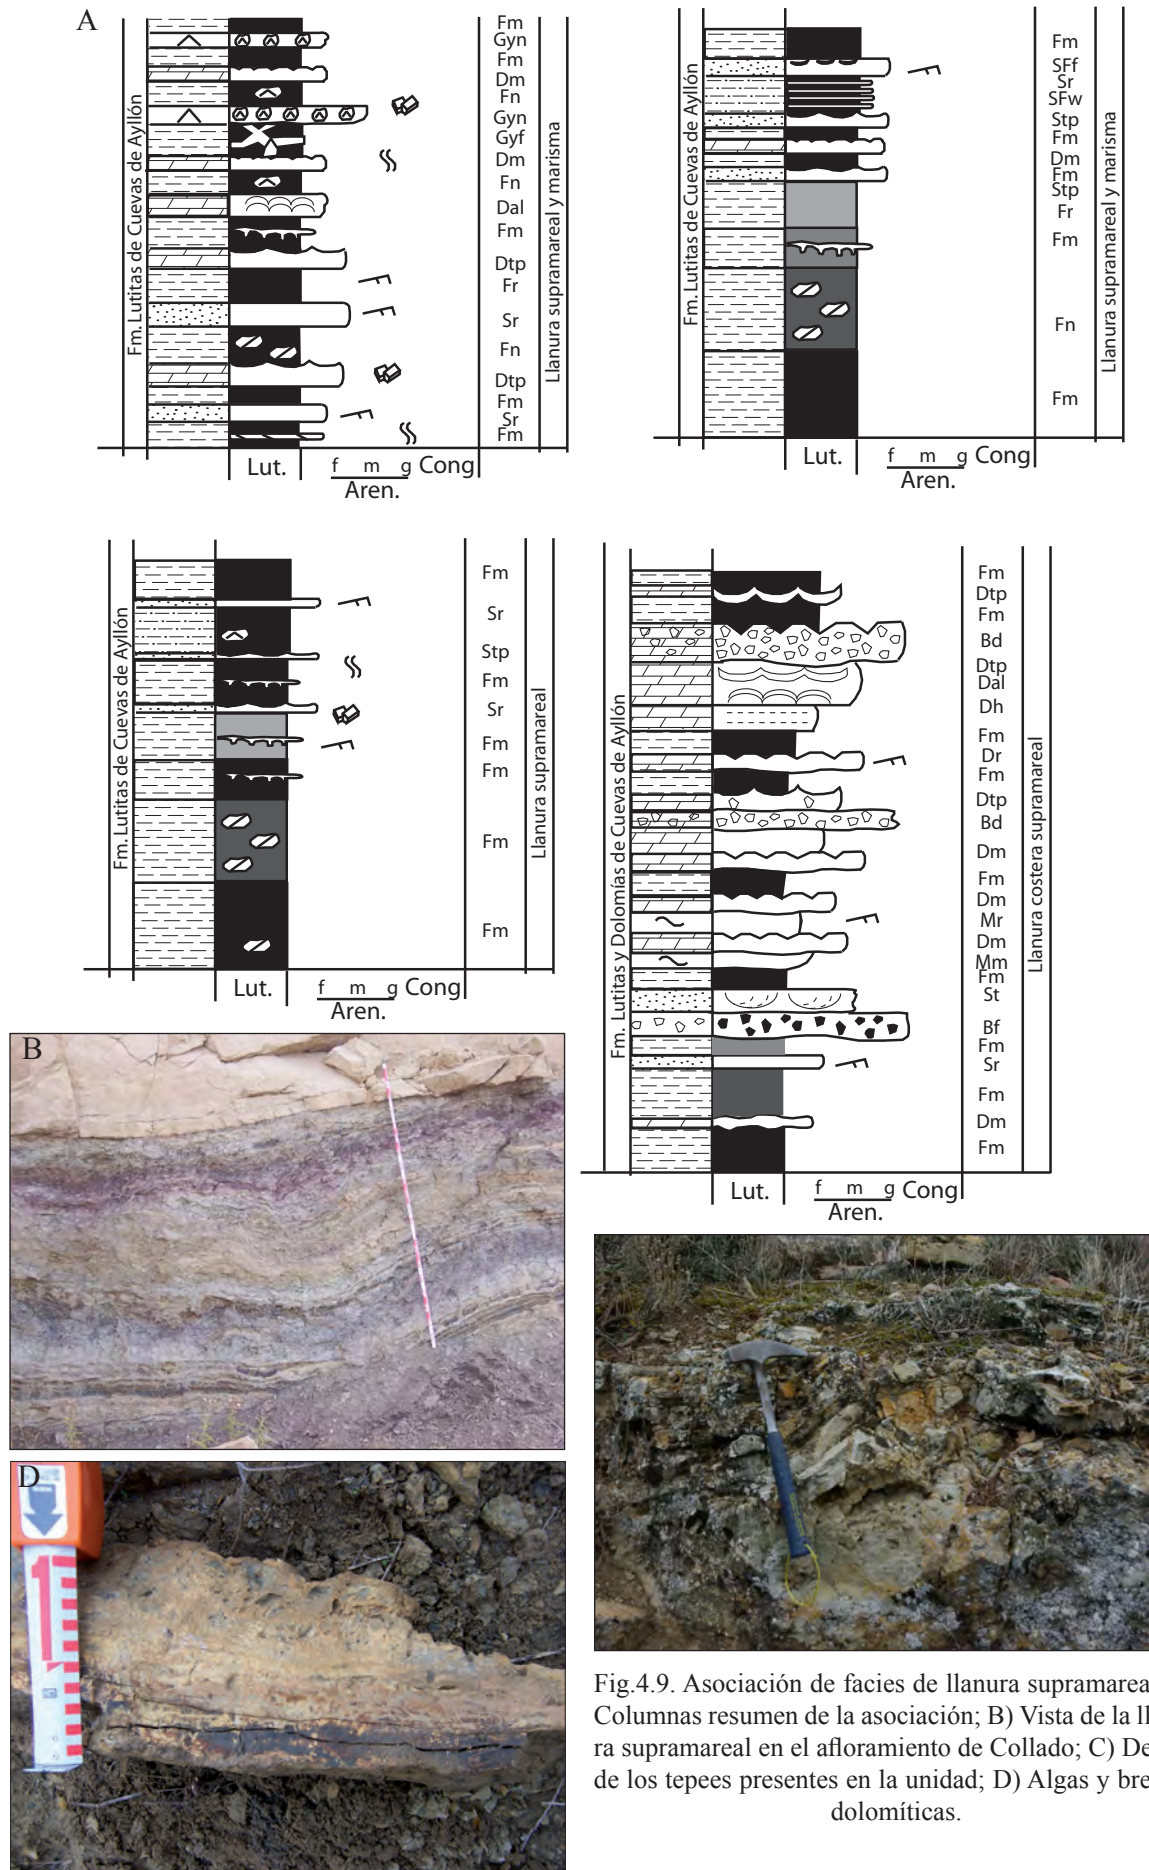 A
Fm. Lutitas de Cuevas de Ayllón
Fm
Gyn
Fm
Dm
Fn
Gyn
Gyf
Dm
Fn
Dal
Fm
Dtp
Fr
Sr
Fn
Dtp
Fm
Sr
Fm
Llanura supramareal y marisma
Lut.
f m g Cong
Aren.
Fm. Lutitas de Cuevas de Ayllón
Fm
SFf
Sr
SFw
Stp
Fm
Dm
Fm
Stp
Fr
Fm
Fn
Fm
Llanura supramareal y marisma
Lut.
f m g Cong
Aren.
Fm. Lutitas de Cuevas de Ayllón
Fm
Sr
Stp
Fm
Sr
Fm
Fm
Fm
Fm
Llanura supramareal
Lut.
f m g Cong
Aren.
Fm. Lutitas y Dolomías de Cuevas de Ayllón
Fm
Dtp
Fm
Bd
Dtp
Dal
Dh
Fm
Dr
Fm
Dtp
Bd
Dm
Fm
Dm
Mr
Dm
Mm
Fm
St
Bf
Fm
Sr
Fm
Dm
Fm
Llanura costera supramareal
Lut.
f m g Cong
Aren.
B
C
D
1
Fig.4.9. Asociación de facies de llanura supramarea
Columnas resumen de la asociación; B) Vista de la ll
ra supramareal en el afloramiento de Collado; C) De
de los tepees presentes en la unidad; D) Algas y bre
dolomíticas.